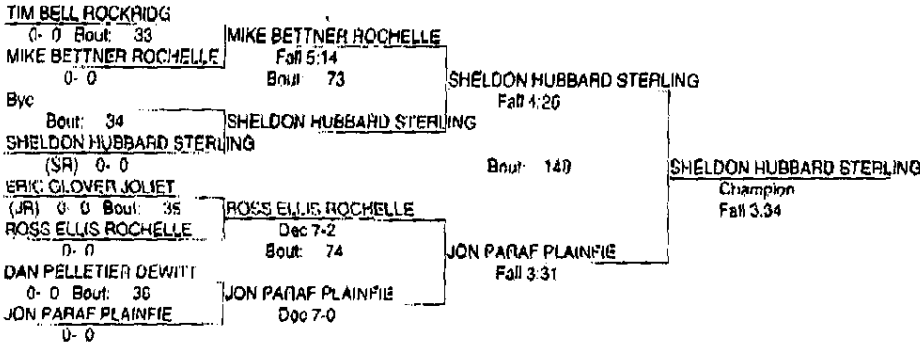 TIM BELL ROCKRIDG
0- 0 Bout: 33
MIKE BETTNER ROCHELLE
0- 0
Bye
Bout: 34
SHELDON HUBBARD STERLING
(SR) 0- 0
ERIC GLOVER JOLIET
(JR) 0- 0 Bout: 35
ROSS ELLIS ROCHELLE
0- 0
DAN PELLETIER DEWITT
0- 0 Bout: 36
JON PARAF PLAINFIE
0- 0
MIKE BETTNER ROCHELLE
Fall 5:14
Bout: 73
SHELDON HUBBARD STERLING
ROSS ELLIS ROCHELLE
Dec 7-2
Bout: 74
JON PARAF PLAINFIE
Dec 7-0
SHELDON HUBBARD STERLING
Fall 4:26
Bout: 140
JON PARAF PLAINFIE
Fall 3:31
SHELDON HUBBARD STERLING
Champion
Fall 3:34